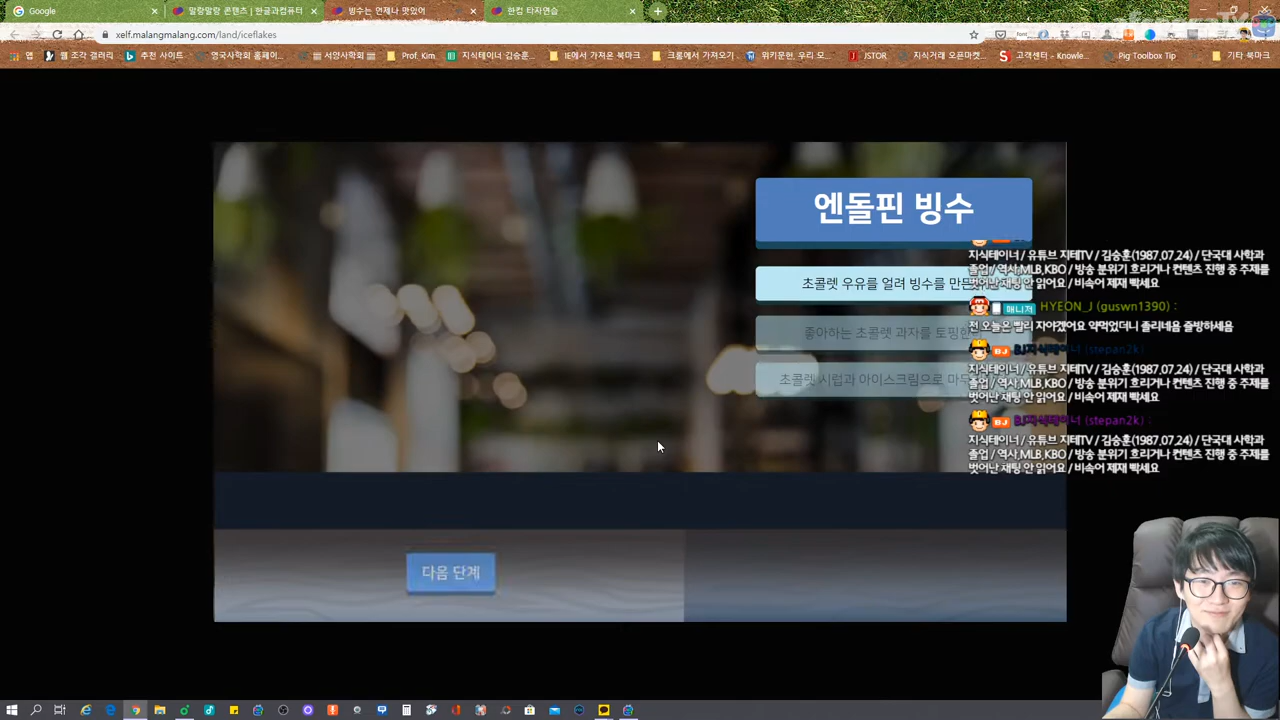 Google
말랑말랑 콘텐츠 | 한글과컴퓨터
빙수는 언제나 맛있어
한컴 타자연습
xelf.malangmalang.com/land/iceflakes
앱
웰 조각 갤러리
추천 사이트
영국사학회 홈페이...
서양사학회
Prof. Kim
지식테이너 김승훈...
IE에서 가져온 북마크
크롬에서 가져오기
위키문헌, 우리 모...
JSTOR
지식거래 오픈마켓...
고객센터 – Knowle...
Pig Toolbox Tip
기타 북마크
엔돌핀 빙수
초콜렛 우유를 얼려 빙수를 만든
좋아하는 초콜렛 과자를 토핑한
초콜렛 시럽과 아이스크림으로 마무
다음 단계
지식테이너 / 유튜브 지테TV / 김승훈(1987.07.24) / 단국대 사학과
졸업 / 역사,MLB,KBO / 방송 분위기 흐리거나 컨텐츠 진행 중 주제를
벗어난 채팅 안 읽어요 / 비속어 제재 빡세요
매니저 HYEON_J (guswn1390) :
전 오늘은 빨리 자야겠어요 약먹었더니 졸리네욤 즐방하세욤
BJ BJ지식테이너 (stepan2k) :
지식테이너 / 유튜브 지테TV / 김승훈(1987.07.24) / 단국대 사학과
졸업 / 역사,MLB,KBO / 방송 분위기 흐리거나 컨텐츠 진행 중 주제를
벗어난 채팅 안 읽어요 / 비속어 제재 빡세요
BJ BJ지식테이너 (stepan2k) :
지식테이너 / 유튜브 지테TV / 김승훈(1987.07.24) / 단국대 사학과
졸업 / 역사,MLB,KBO / 방송 분위기 흐리거나 컨텐츠 진행 중 주제를
벗어난 채팅 안 읽어요 / 비속어 제재 빡세요